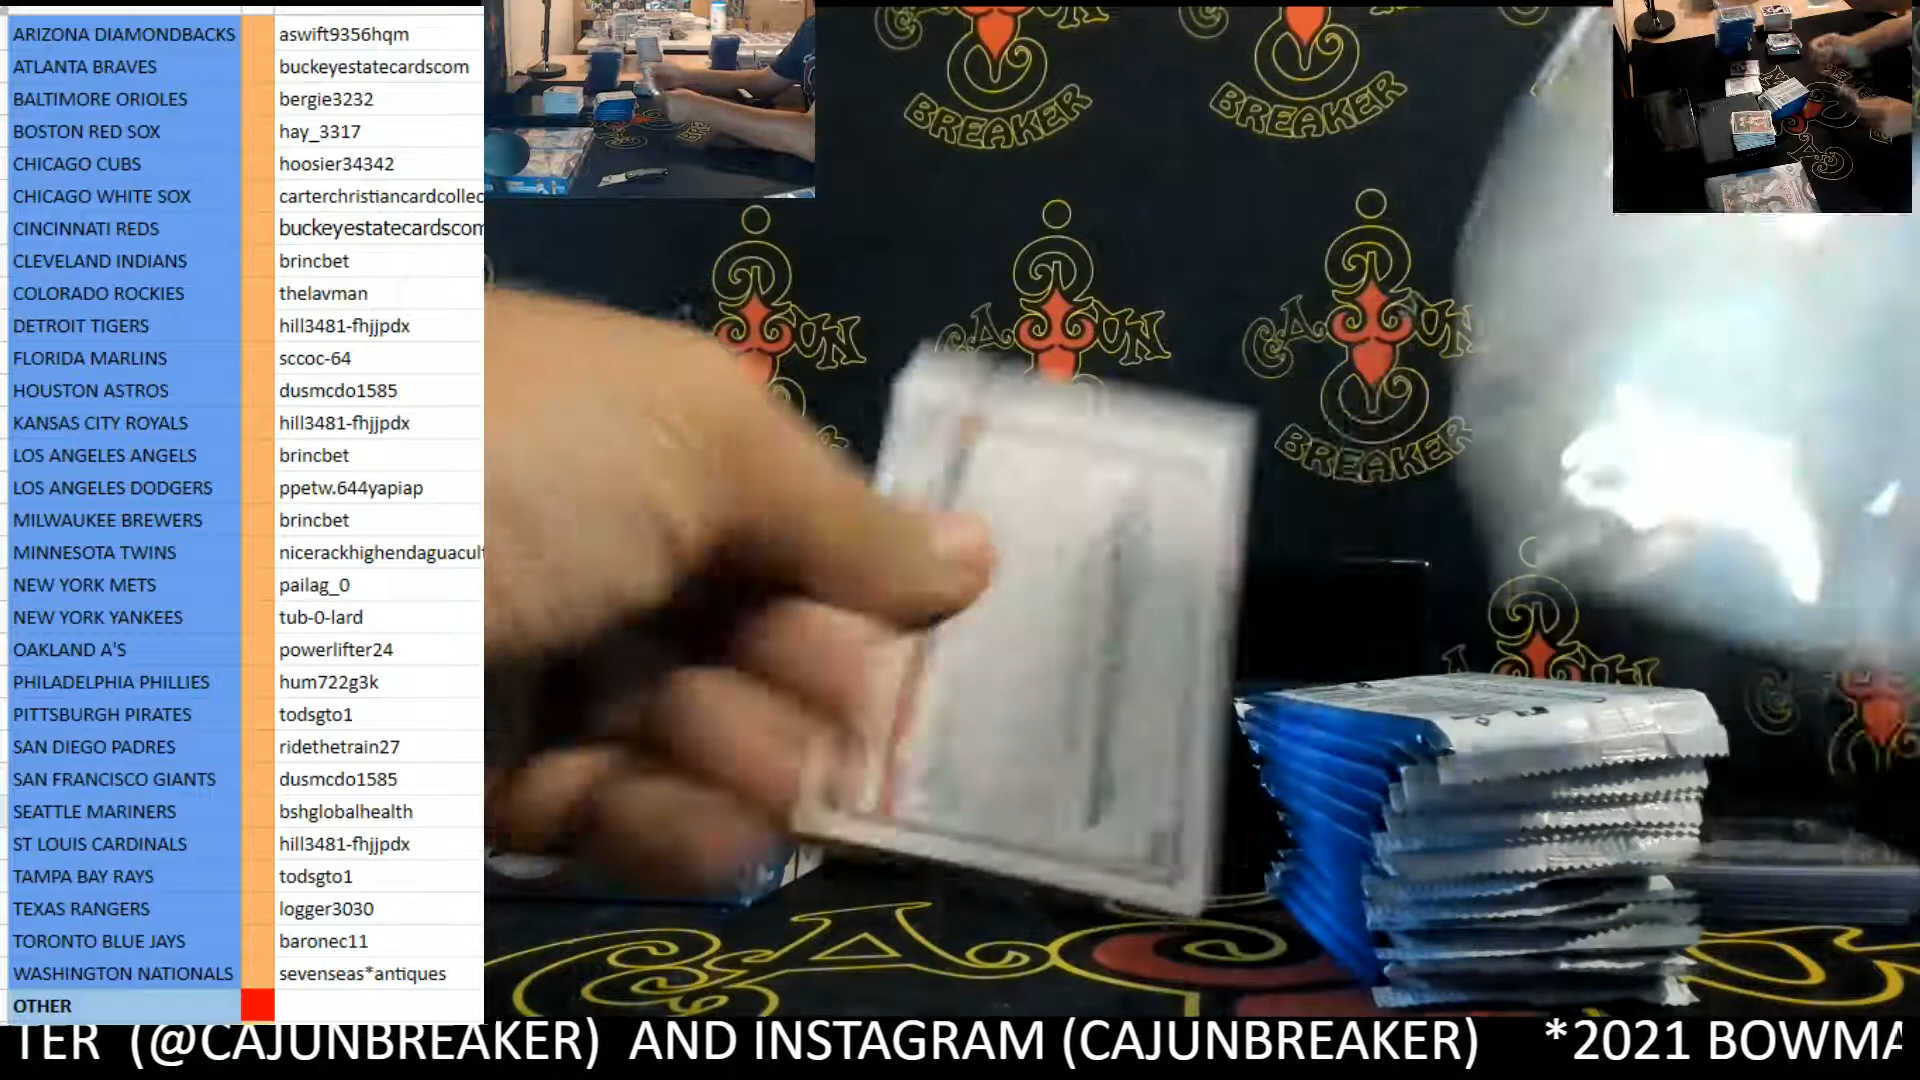 ARIZONA DIAMONDBACKS aswift9356hqm
ATLANTA BRAVES buckeyestatecardscom
BALTIMORE ORIOLES bergie3232
BOSTON RED SOX hay_3317
CHICAGO CUBS hoosier34342
CHICAGO WHITE SOX carterchristiancardcollec
CINCINNATI REDS buckeyestatecardscom
CLEVELAND INDIANS brincbet
COLORADO ROCKIES thelavman
DETROIT TIGERS hill3481-fhjjpdx
FLORIDA MARLINS sccoc-64
HOUSTON ASTROS dusmcdo1585
KANSAS CITY ROYALS hill3481-fhjjpdx
LOS ANGELES ANGELS brincbet
LOS ANGELES DODGERS ppetw.644yapiap
MILWAUKEE BREWERS brincbet
MINNESOTA TWINS nicerackhighendaguacult
NEW YORK METS pailag_0
NEW YORK YANKEES tub-0-lard
OAKLAND A'S powerlifter24
PHILADELPHIA PHILLIES hum722g3k
PITTSBURGH PIRATES todsgto1
SAN DIEGO PADRES ridethetrain27
SAN FRANCISCO GIANTS dusmcdo1585
SEATTLE MARINERS bshglobalhealth
ST LOUIS CARDINALS hill3481-fhjjpdx
TAMPA BAY RAYS todsgto1
TEXAS RANGERS logger3030
TORONTO BLUE JAYS baronec11
WASHINGTON NATIONALS sevenseas*antiques
OTHER
BREAKER
BREAKER
CAJUN
CAJUN
BREAKER
TER (@CAJUNBREAKER) AND INSTAGRAM (CAJUNBREAKER) *2021 BOWMA